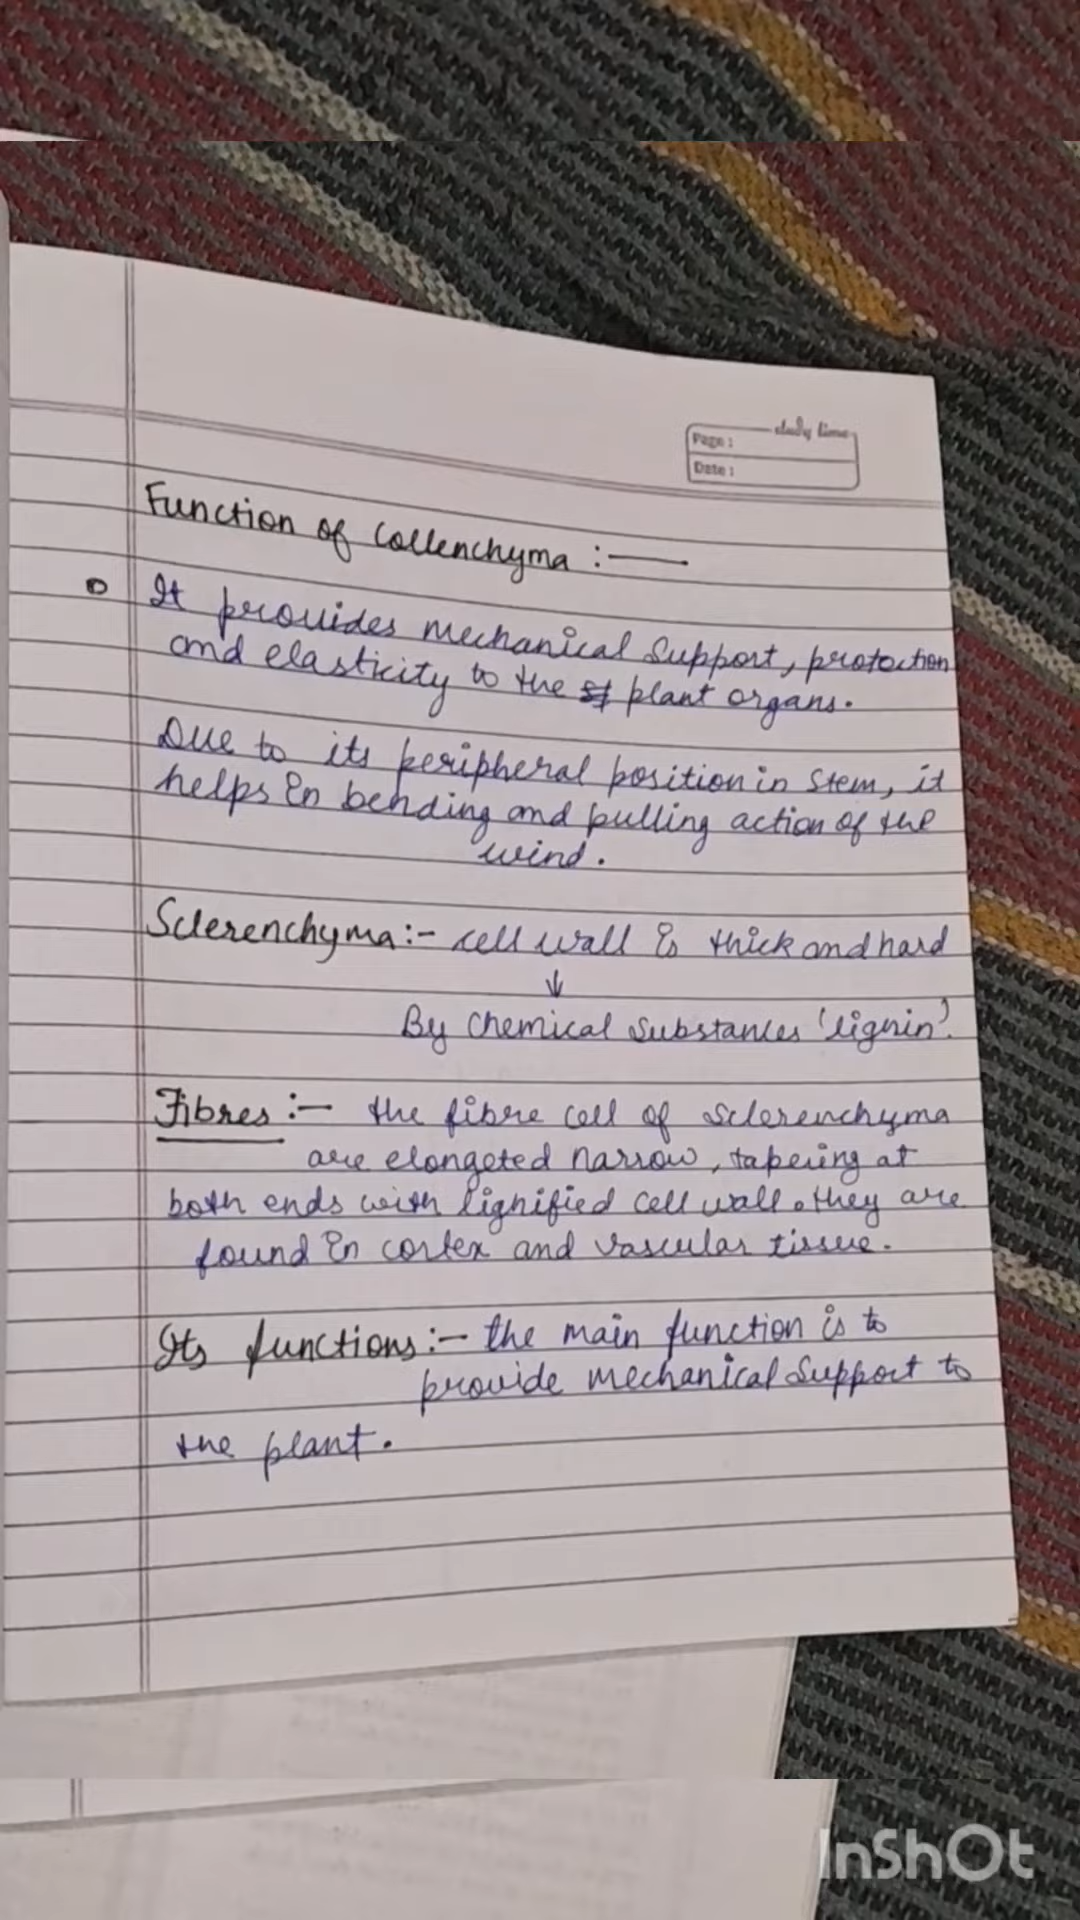 study time
Page :
Date :
Function of Collenchyma :—
It provides mechanical Support, protection
and elasticity to the plant organs.
Due to its peripheral position in Stem, it
helps in bending and pulling action of the
wind.
Sclerenchyma :- cell wall is thick and hard
↓
By chemical substances 'lignin'.
Fibres :- the fibre cell of Sclerenchyma
are elongeted narrow, tapering at
both ends with lignified cell wall. they are
found in cortex and vascular tissue.
Its functions :- the main function is to
provide mechanical Support to
the plant.
InShOt